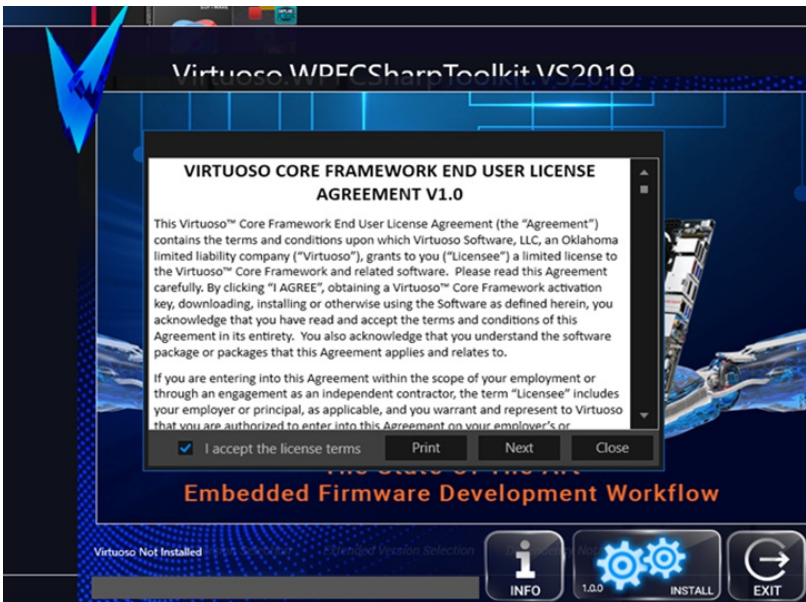 SOFTWARE
Virtuoso.WPFCSharpToolkit.VS2019
VIRTUOSO CORE FRAMEWORK END USER LICENSE
AGREEMENT V1.0
This Virtuoso™ Core Framework End User License Agreement (the “Agreement”)
contains the terms and conditions upon which Virtuoso Software, LLC, an Oklahoma
limited liability company (“Virtuoso”), grants to you (“Licensee”) a limited license to
the Virtuoso™ Core Framework and related software. Please read this Agreement
carefully. By clicking “I AGREE”, obtaining a Virtuoso™ Core Framework activation
key, downloading, installing or otherwise using the Software as defined herein, you
acknowledge that you have read and accept the terms and conditions of this
Agreement in its entirety. You also acknowledge that you understand the software
package or packages that this Agreement applies and relates to.
If you are entering into this Agreement within the scope of your employment or
through an engagement as an independent contractor, the term “Licensee” includes
your employer or principal, as applicable, and you warrant and represent to Virtuoso
that you are authorized to enter into this Agreement on your employer’s or
I accept the license terms Print Next Close
The State Of The Art
Embedded Firmware Development Workflow
Virtuoso Not Installed
Extended Version Selection
INFO
1.0.0 INSTALL
EXIT